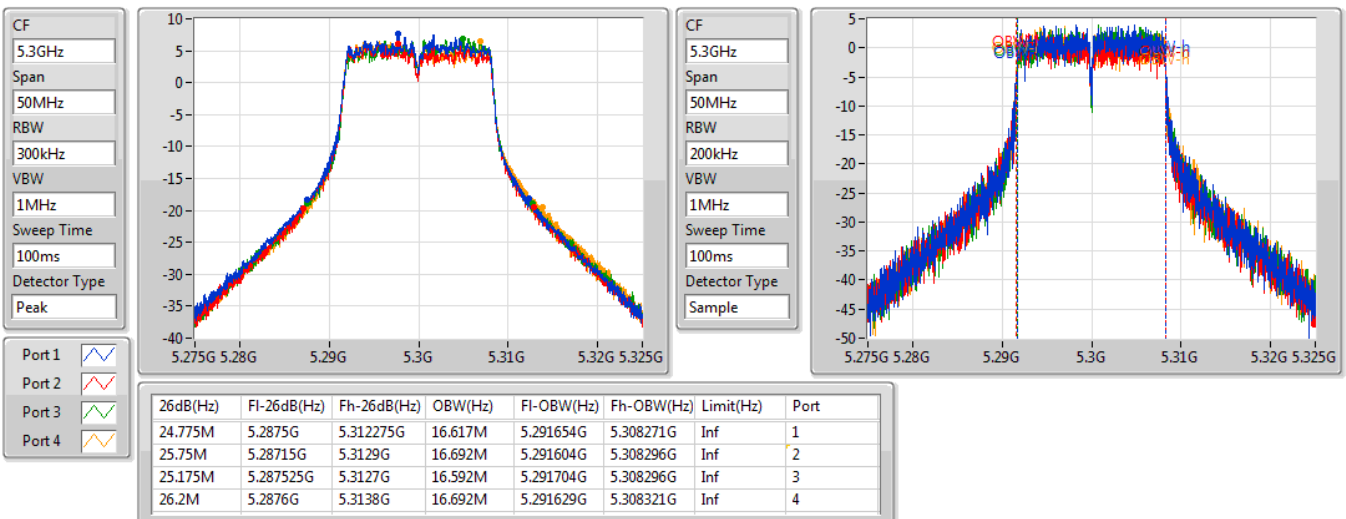 CF
5.3GHz
Span
50MHz
RBW
300kHz
VBW
1MHz
Sweep Time
100ms
Detector Type
Peak
10
5
0
-5
-10
-15
-20
-25
-30
-35
-40
5.275G 5.28G 5.29G 5.3G 5.31G 5.32G 5.325G
CF
5.3GHz
Span
50MHz
RBW
200kHz
VBW
1MHz
Sweep Time
100ms
Detector Type
Sample
5
0
-5
-10
-15
-20
-25
-30
-35
-40
-45
-50
5.275G 5.28G 5.29G 5.3G 5.31G 5.32G 5.325G
Port 1
Port 2
Port 3
Port 4
26dB(Hz) Fl-26dB(Hz) Fh-26dB(Hz) OBW(Hz) Fl-OBW(Hz) Fh-OBW(Hz) Limit(Hz) Port
24.775M 5.2875G 5.312275G 16.617M 5.291654G 5.308271G Inf 1
25.75M 5.28715G 5.3129G 16.692M 5.291604G 5.308296G Inf 2
25.175M 5.287525G 5.3127G 16.592M 5.291704G 5.308296G Inf 3
26.2M 5.2876G 5.3138G 16.692M 5.291629G 5.308321G Inf 4